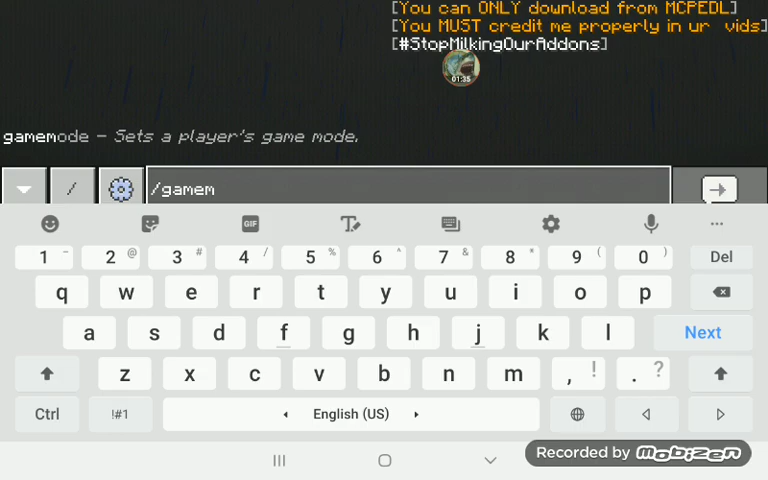 [You can ONLY download from MCPEDL]
[You MUST credit me properly in ur vids]
[#StopMilkingOurAddons]
01:35
gamemode – Sets a player's game mode.
/ /gamem
GIF T ...
1 - 2 @ 3 # 4 / 5 % 6 ^ 7 & 8 * 9 ( 0 ) Del
q w e r t y u i o p
a s d f g h j k l Next
z x c v b n m , ! . ?
Ctrl !#1 English (US)
Recorded by mobizen